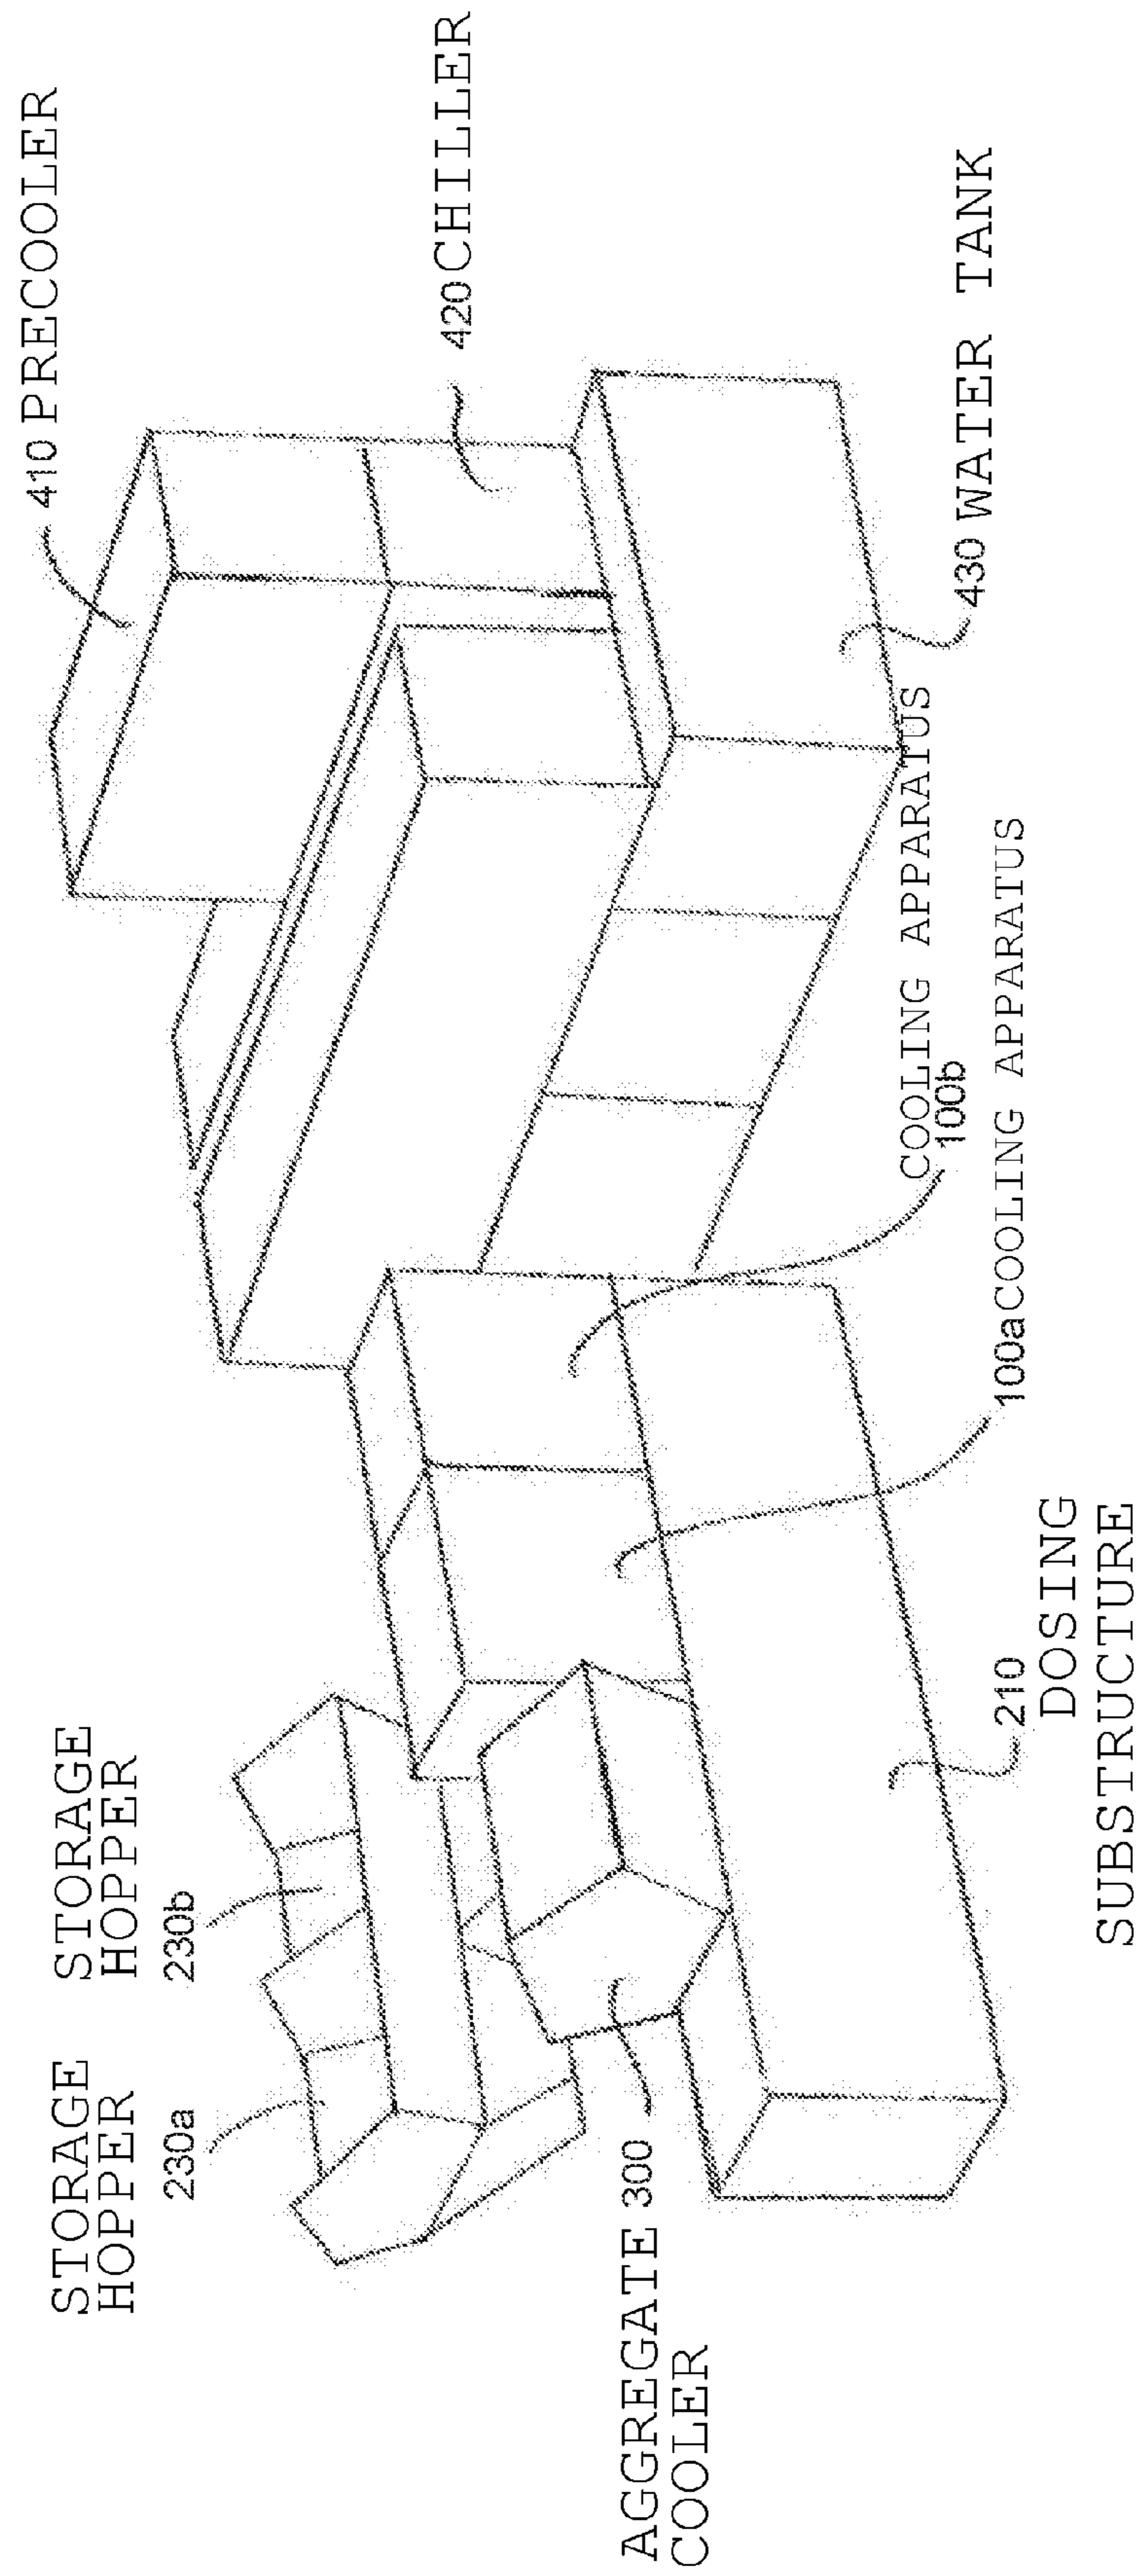 410 PRECOOLER
420 CHILLER
STORAGE
HOPPER
230a
STORAGE
HOPPER
230b
AGGREGATE 300
COOLER
COOLING APPARATUS
100b
100a COOLING APPARATUS
430 WATER TANK
210
DOSING
SUBSTRUCTURE